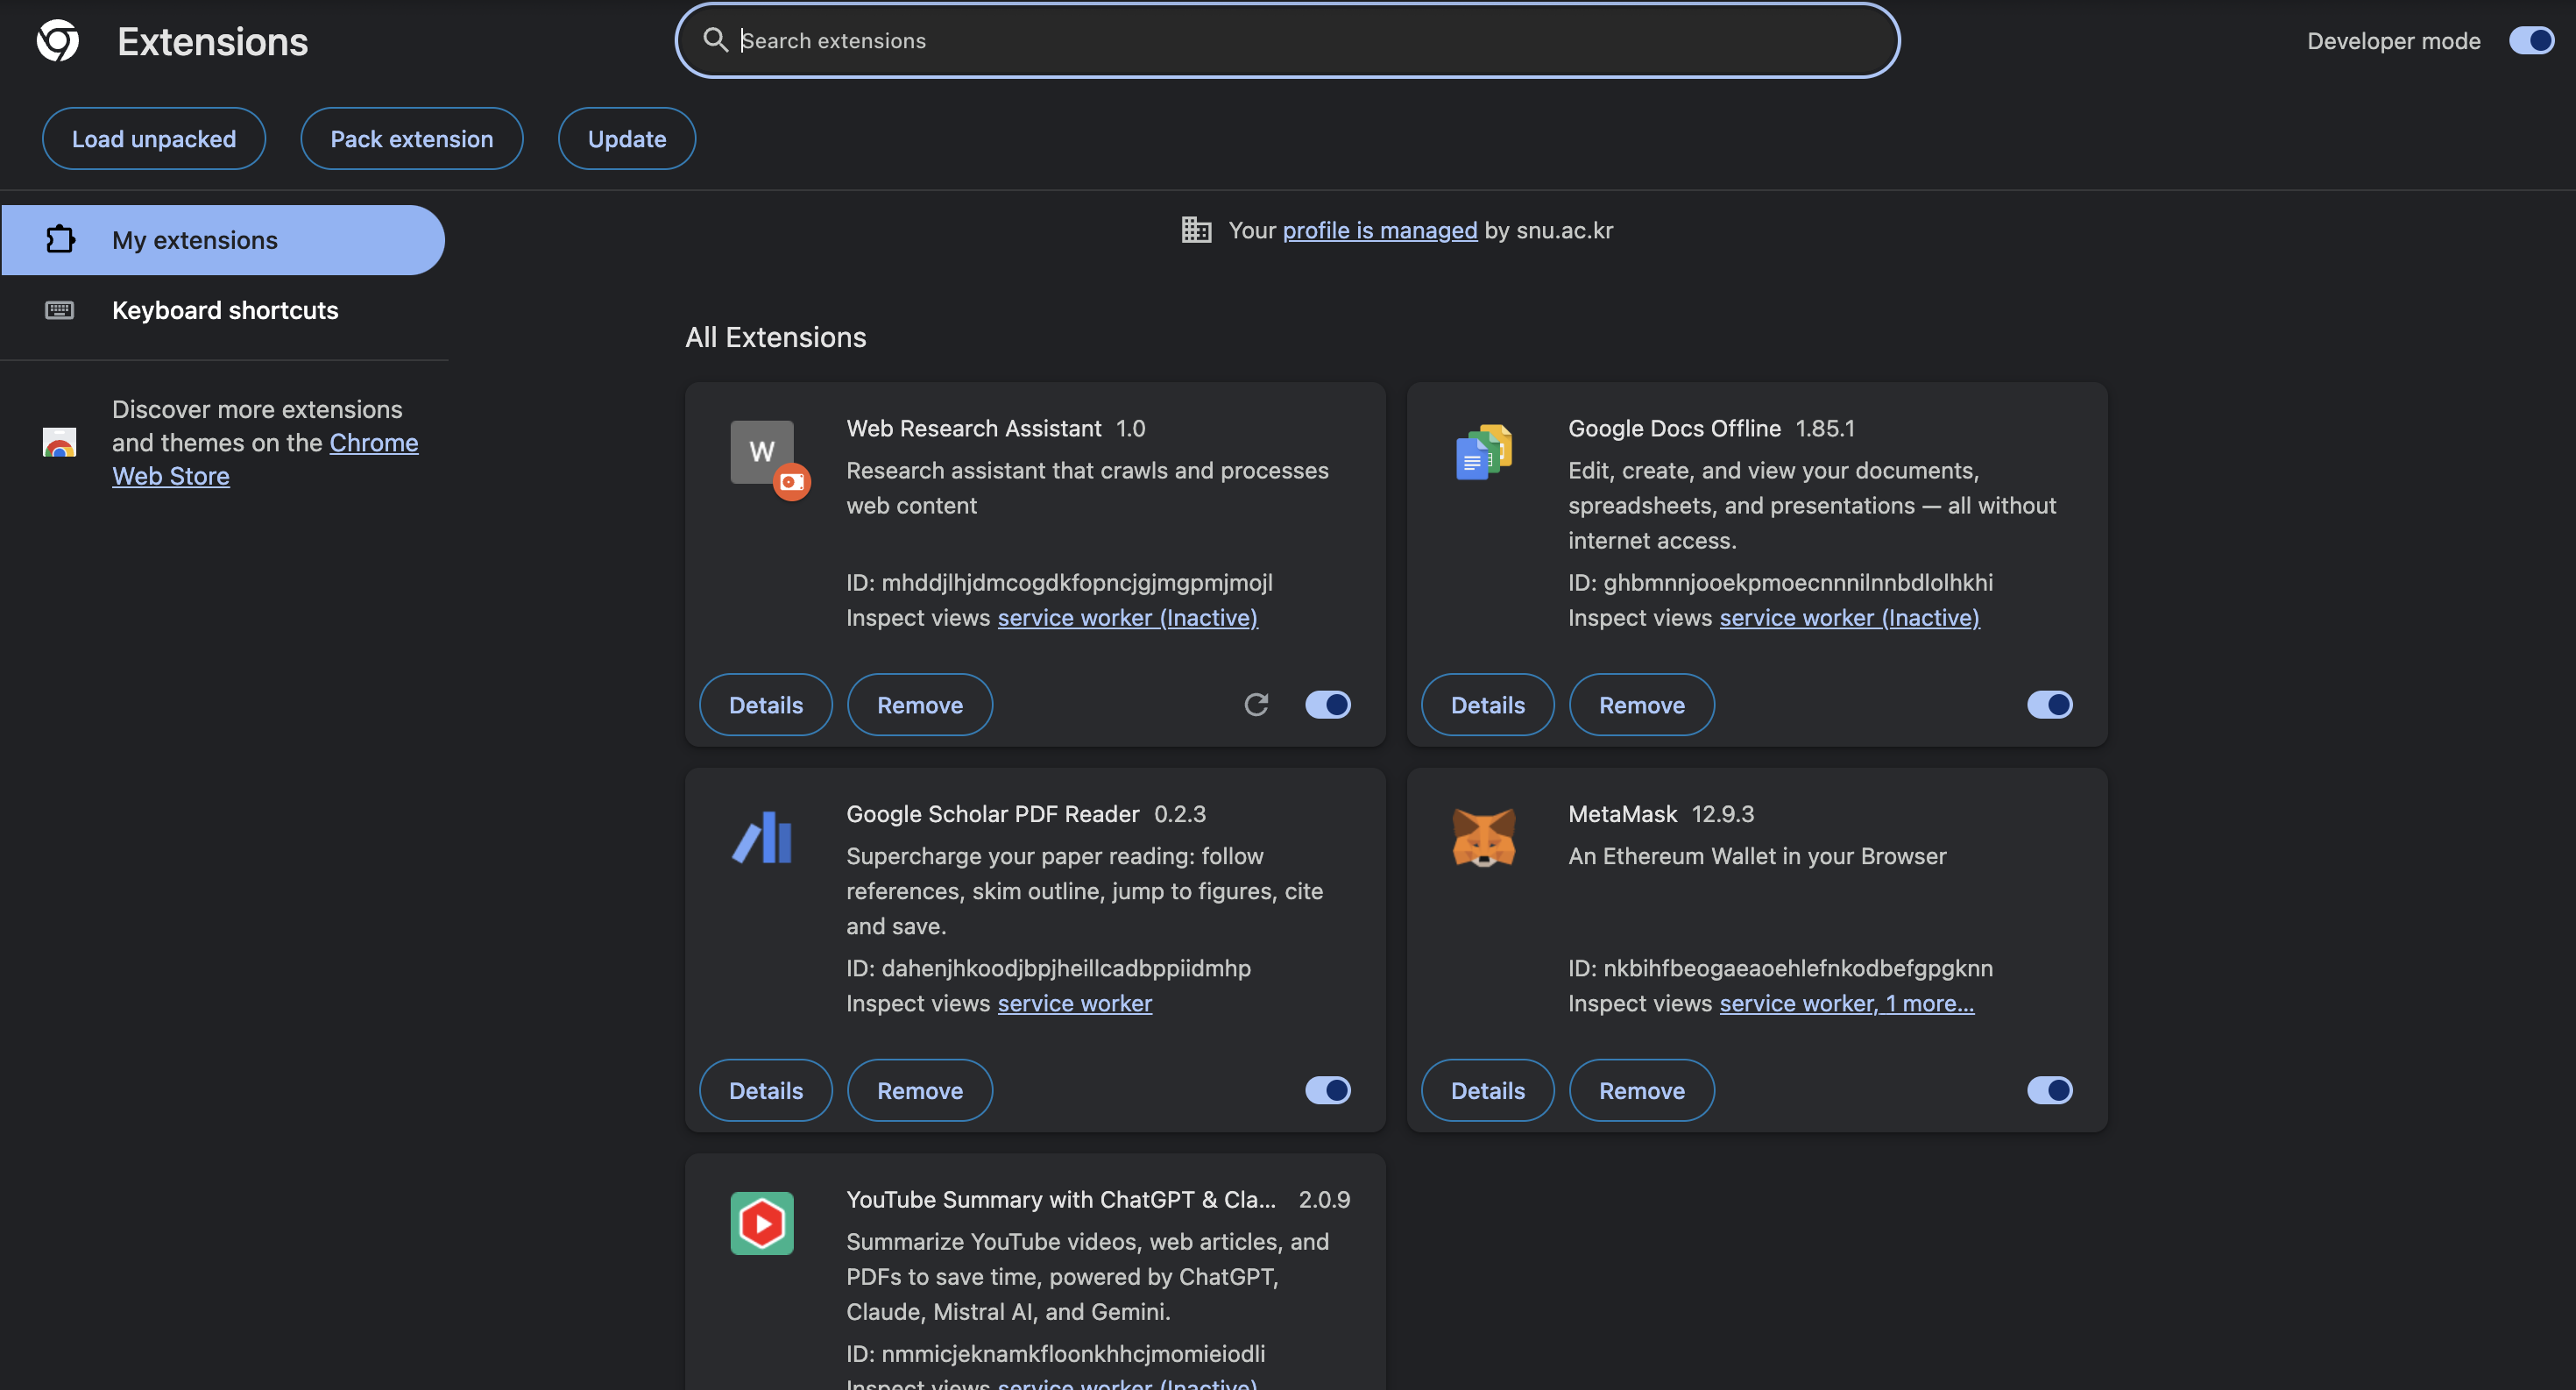 Extensions
Search extensions
Developer mode
Load unpacked
Pack extension
Update
My extensions
Keyboard shortcuts
Discover more extensions
and themes on the Chrome
Web Store
Your profile is managed by snu.ac.kr
All Extensions
W
Web Research Assistant 1.0
Research assistant that crawls and processes
web content
ID: mhddjlhjdmcogdkfopncjgjmgpmjmojl
Inspect views service worker (Inactive)
Details
Remove
Google Docs Offline 1.85.1
Edit, create, and view your documents,
spreadsheets, and presentations — all without
internet access.
ID: ghbmnnjooekpmoecnnnilnnbdlolhkhi
Inspect views service worker (Inactive)
Details
Remove
Google Scholar PDF Reader 0.2.3
Supercharge your paper reading: follow
references, skim outline, jump to figures, cite
and save.
ID: dahenjhkoodjbpjheillcadbppiidmhp
Inspect views service worker
Details
Remove
MetaMask 12.9.3
An Ethereum Wallet in your Browser
ID: nkbihfbeogaeaoehlefnkodbefgpgknn
Inspect views service worker, 1 more...
Details
Remove
YouTube Summary with ChatGPT & Cla... 2.0.9
Summarize YouTube videos, web articles, and
PDFs to save time, powered by ChatGPT,
Claude, Mistral AI, and Gemini.
ID: nmmicjeknamkfloonkhhcjmomieiodli
Inspect views service worker (Inactive)